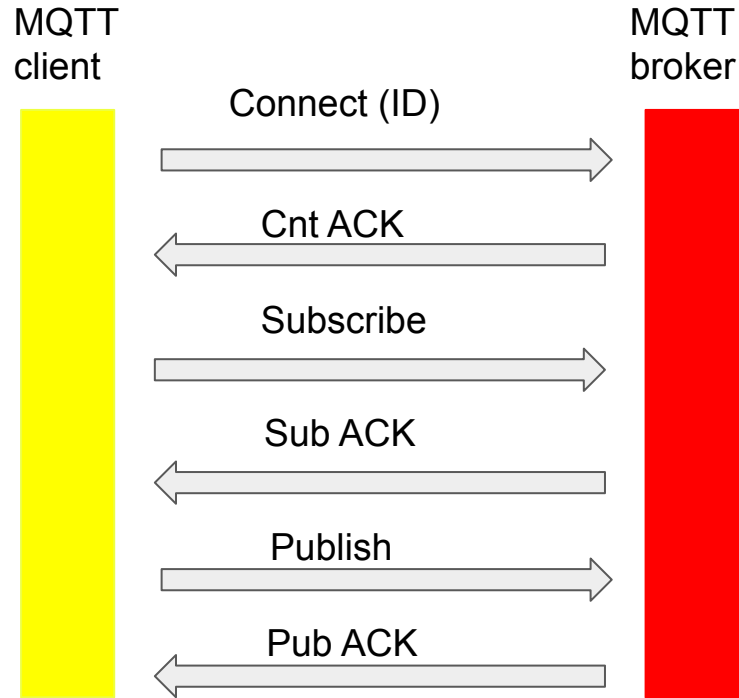 MQTT
client
MQTT
broker
Connect (ID)
Cnt ACK
Subscribe
Sub ACK
Publish
Pub ACK